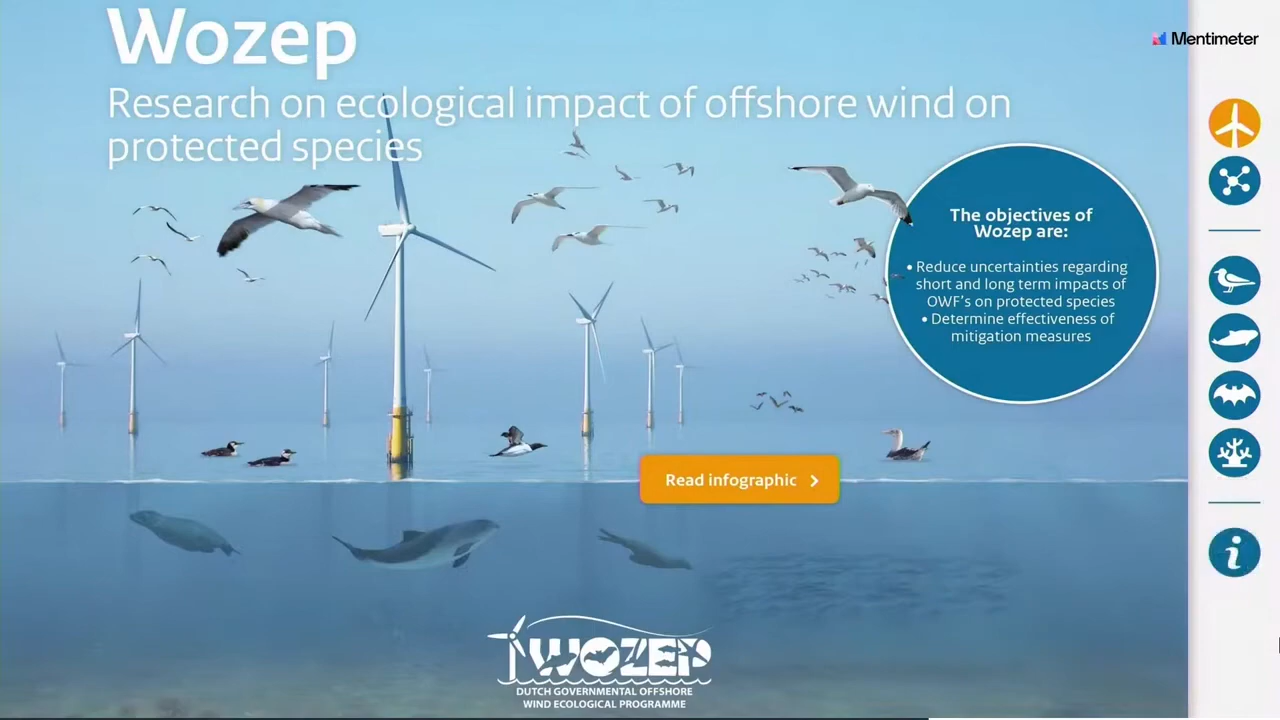 Wozep
Research on ecological impact of offshore wind on
protected species
Mentimeter
The objectives of
Wozep are:
• Reduce uncertainties regarding
short and long term impacts of
OWF's on protected species
• Determine effectiveness of
mitigation measures
Read infographic
i
WOZEP
DUTCH GOVERNMENTAL OFFSHORE
WIND ECOLOGICAL PROGRAMME